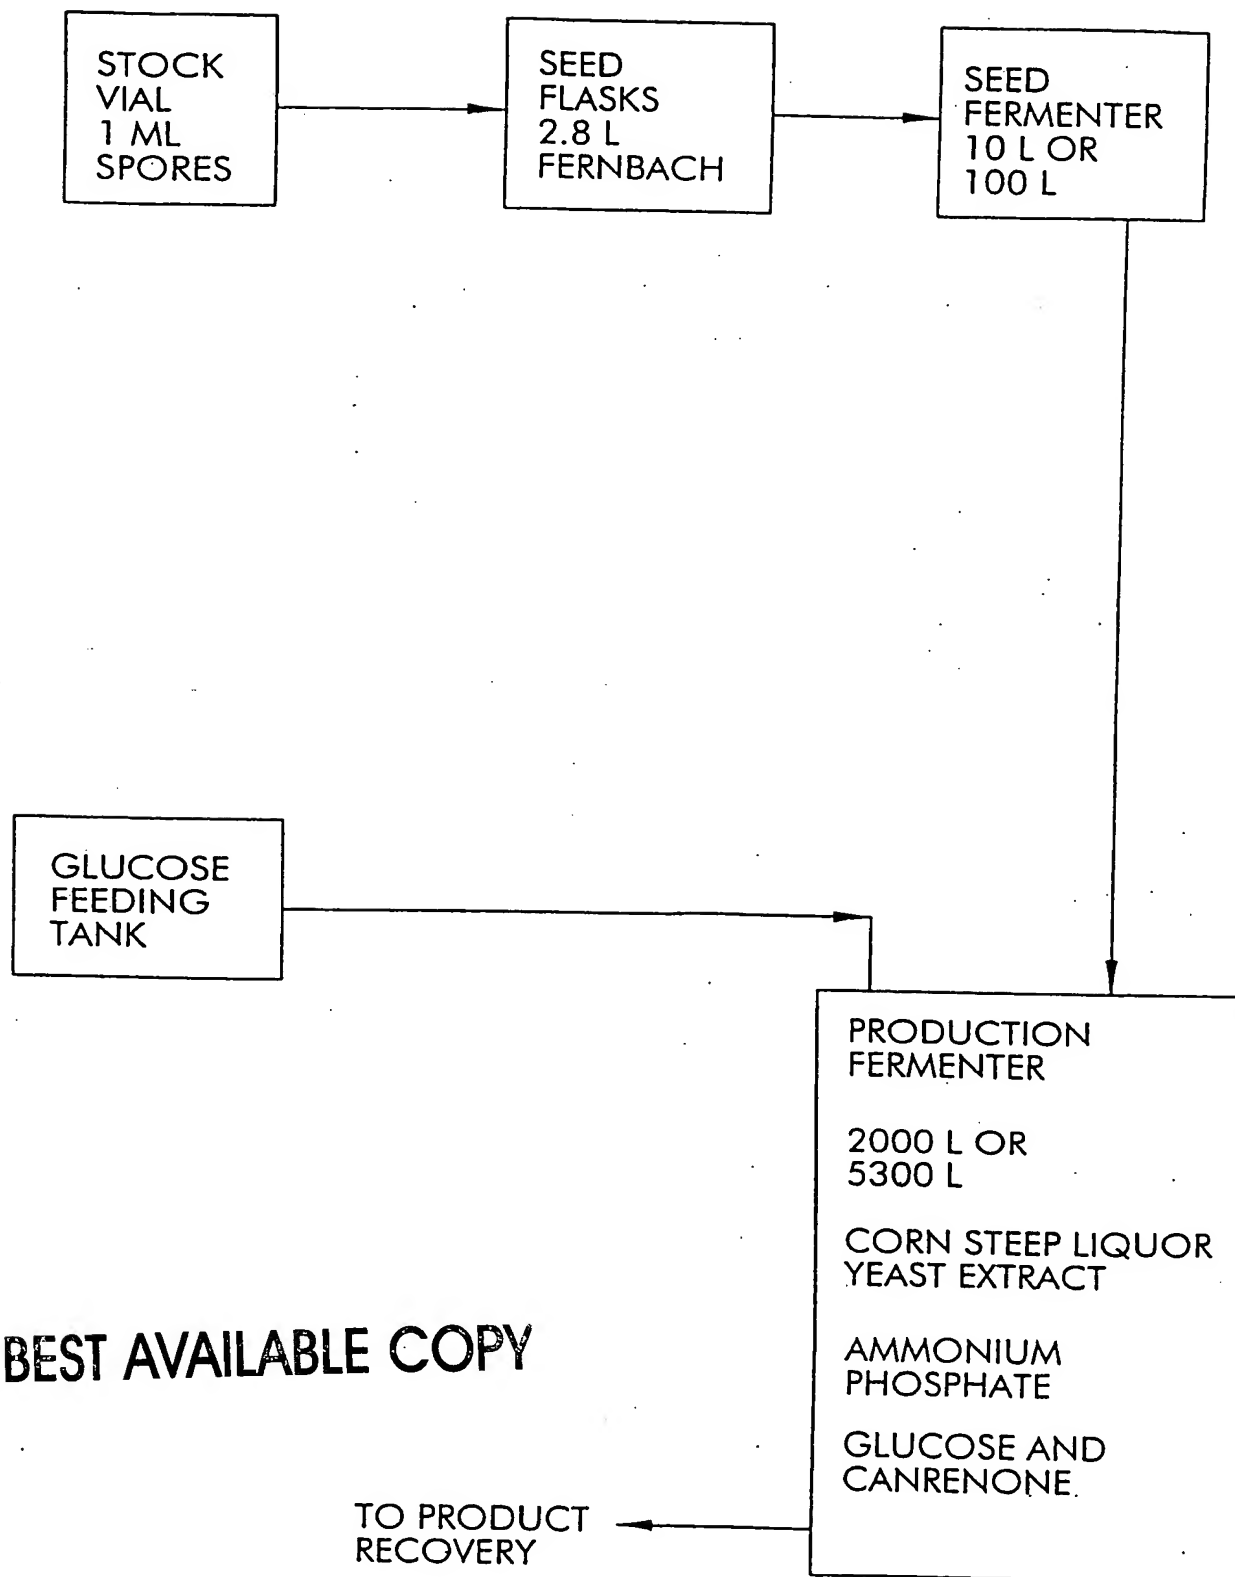 STOCK
VIAL
1 ML
SPORES
SEED
FLASKS
2.8 L
FERNBACH
SEED
FERMENTER
10 L OR
100 L
GLUCOSE
FEEDING
TANK
PRODUCTION
FERMENTER
2000 L OR
5300 L
CORN STEEP LIQUOR
YEAST EXTRACT
AMMONIUM
PHOSPHATE
GLUCOSE AND
CANRENONE
BEST AVAILABLE COPY
TO PRODUCT
RECOVERY